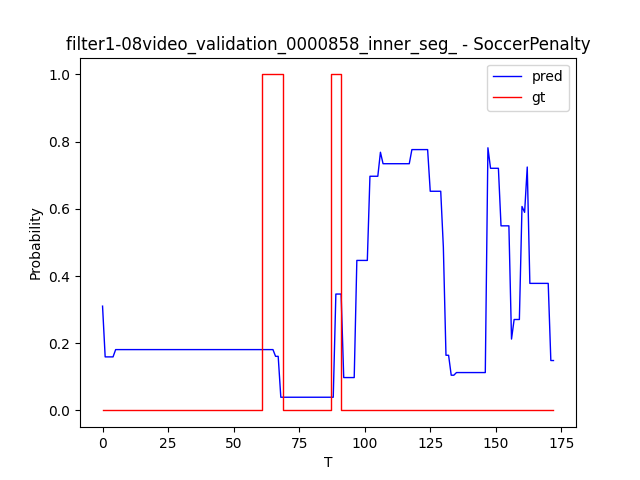 filter1-08video_validation_0000858_inner_seg_ - SoccerPenalty
pred
gt
1.0
0.8
0.6
0.4
0.2
0.0
Probability
0
25
50
75
100
125
150
175
T